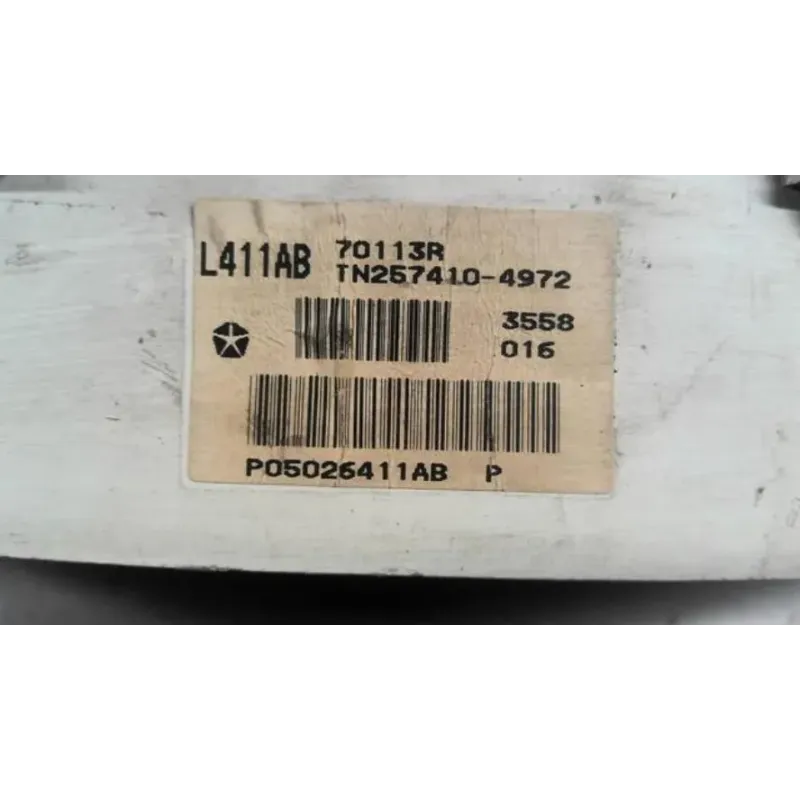 L411AB 70113R
TN257410-4972
3558
016
P05026411AB P